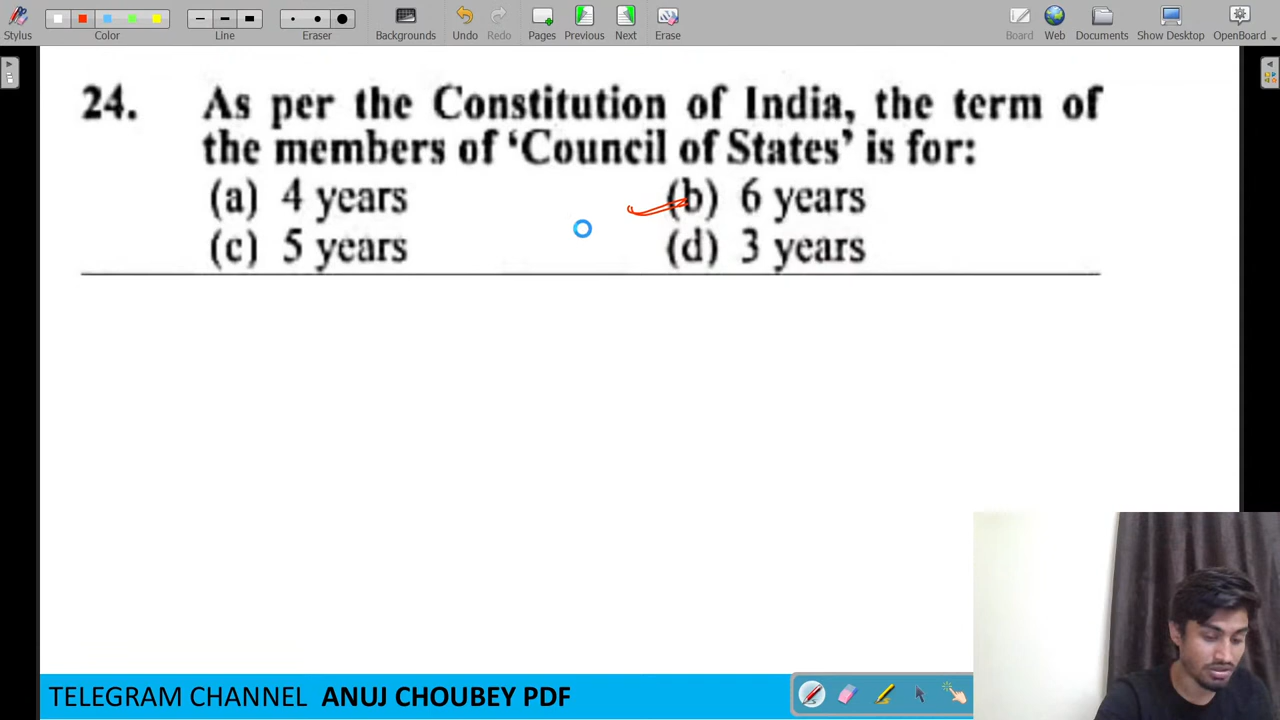 Stylus Color Line Eraser Backgrounds Undo Redo Pages Previous Next Erase Board Web Documents Show Desktop OpenBoard
24. As per the Constitution of India, the term of
the members of ‘Council of States’ is for:
(a) 4 years (b) 6 years
(c) 5 years (d) 3 years
TELEGRAM CHANNEL ANUJ CHOUBEY PDF